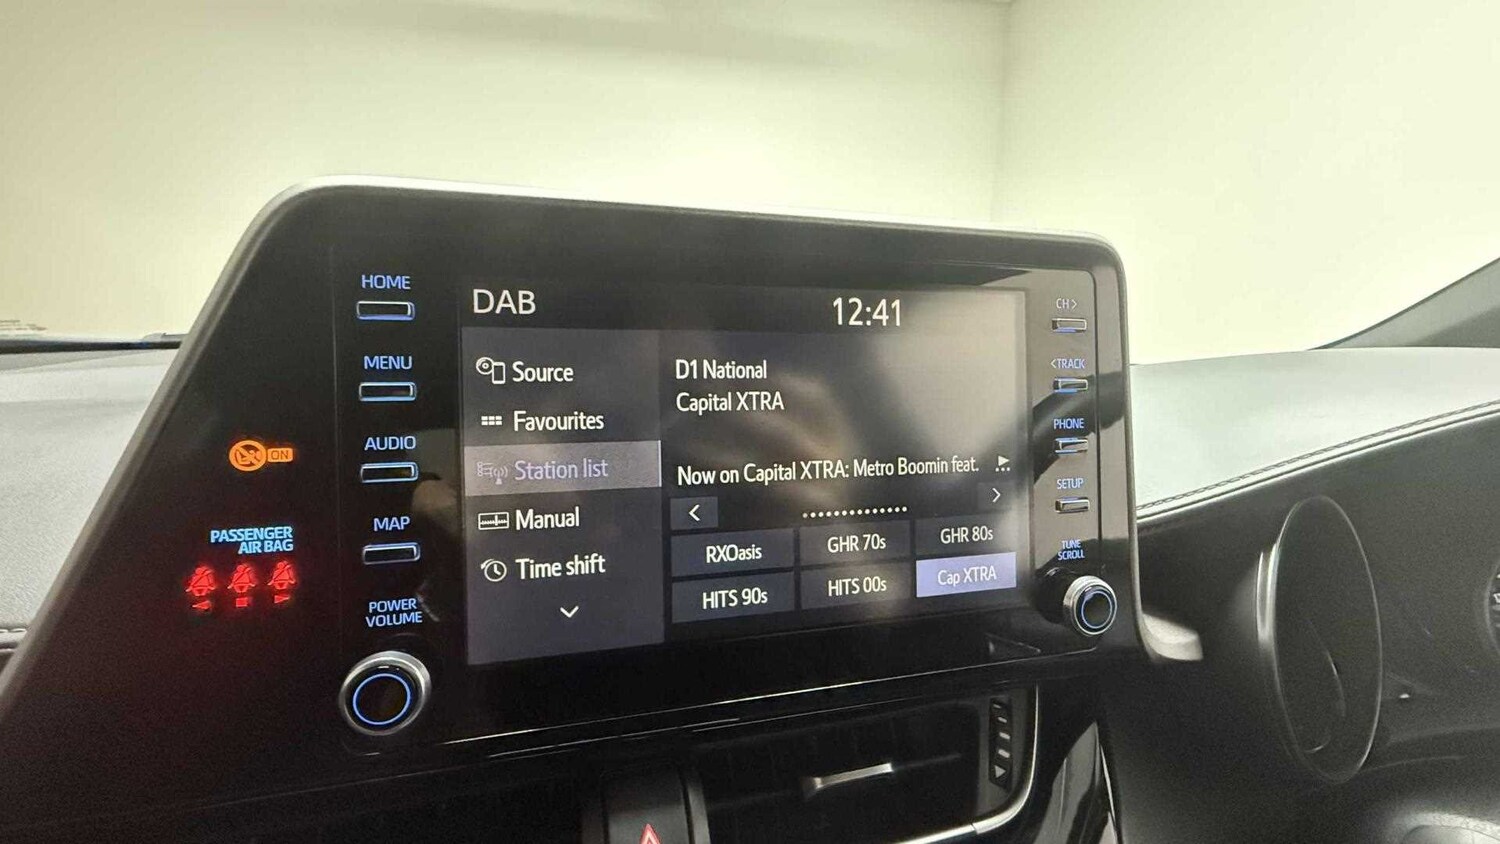 HOME
MENU
AUDIO
MAP
POWER
VOLUME
ON
PASSENGER
AIR BAG
DAB
12:41
Source
Favourites
Station list
Manual
Time shift
D1 National
Capital XTRA
Now on Capital XTRA: Metro Boomin feat.
RXOasis
GHR 70s
GHR 80s
HITS 90s
HITS 00s
Cap XTRA
CH>
<TRACK
PHONE
SETUP
TUNE
SCROLL